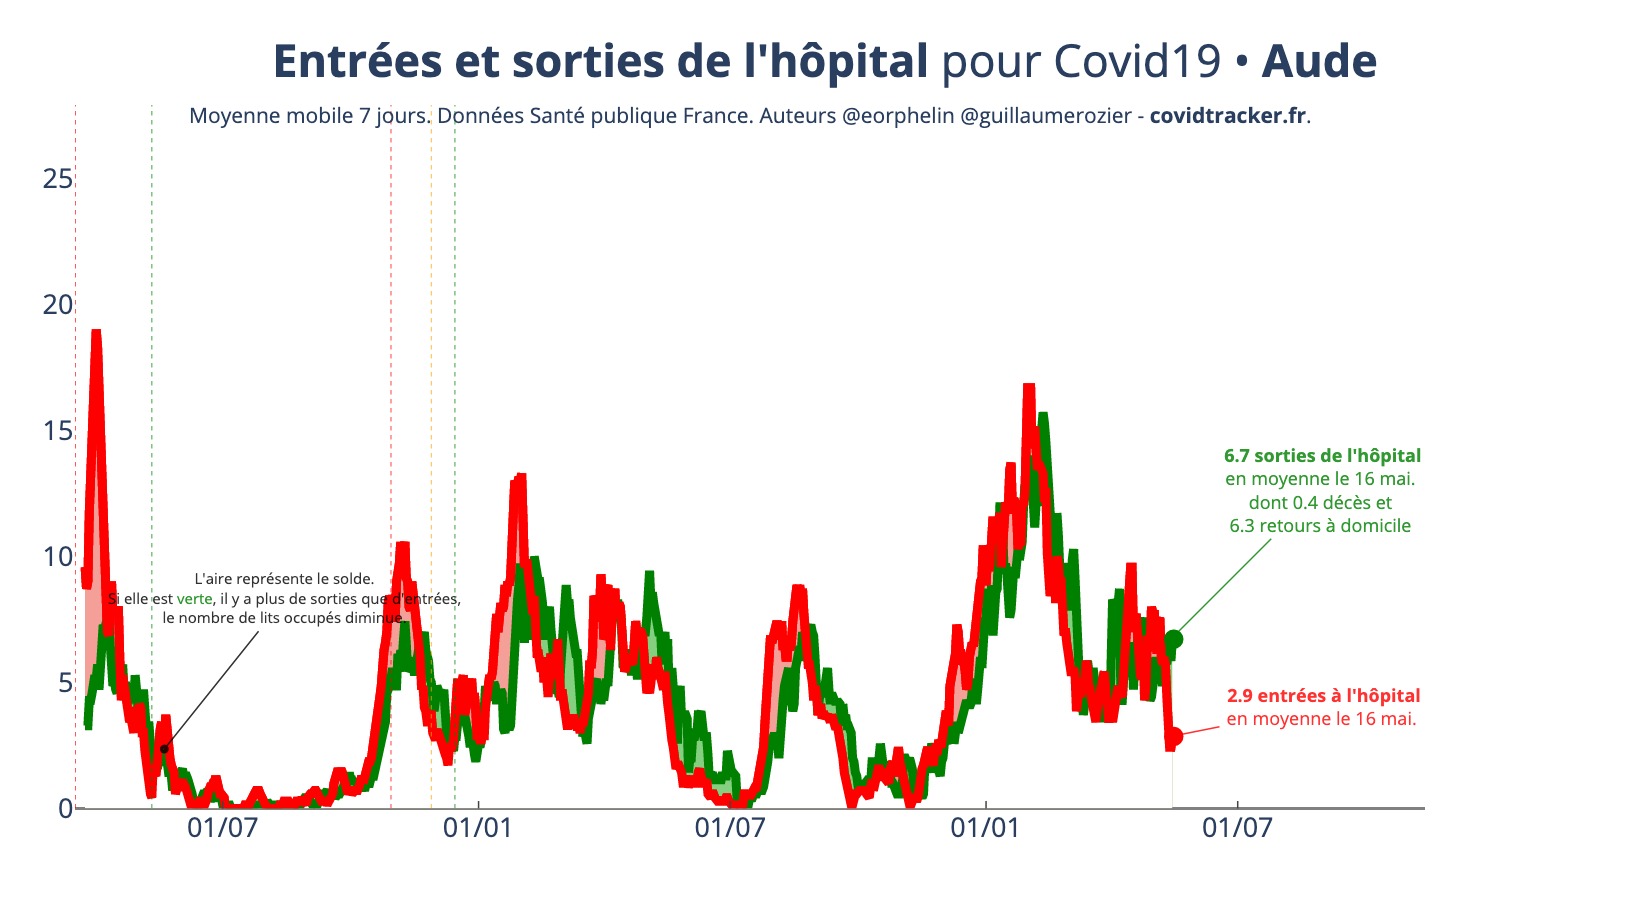 Entrées et sorties de l'hôpital pour Covid19 • Aude
Moyenne mobile 7 jours. Données Santé publique France. Auteurs @eorphelin @guillaumerozier - covidtracker.fr.
25
20
15
10
5
0
L'aire représente le solde.
Si elle est verte, il y a plus de sorties que d'entrées,
le nombre de lits occupés diminue.
6.7 sorties de l'hôpital
en moyenne le 16 mai.
dont 0.4 décès et
6.3 retours à domicile
2.9 entrées à l'hôpital
en moyenne le 16 mai.
01/07
01/01
01/07
01/01
01/07